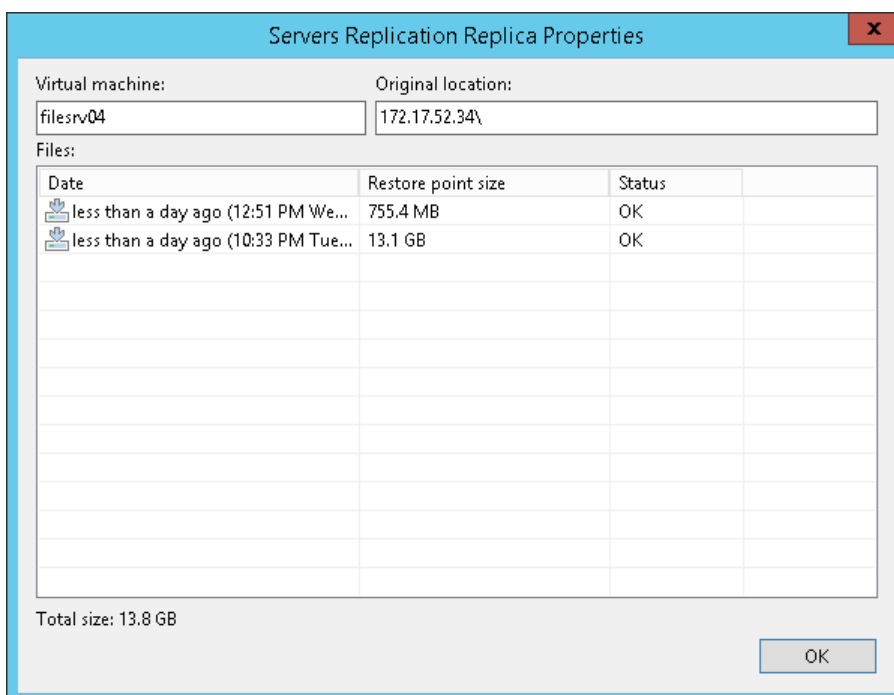 Servers Replication Replica Properties
x
Virtual machine: Original location:
filesrv04 172.17.52.34\
Files:
Date Restore point size Status
less than a day ago (12:51 PM We... 755.4 MB OK
less than a day ago (10:33 PM Tue... 13.1 GB OK
Total size: 13.8 GB
OK